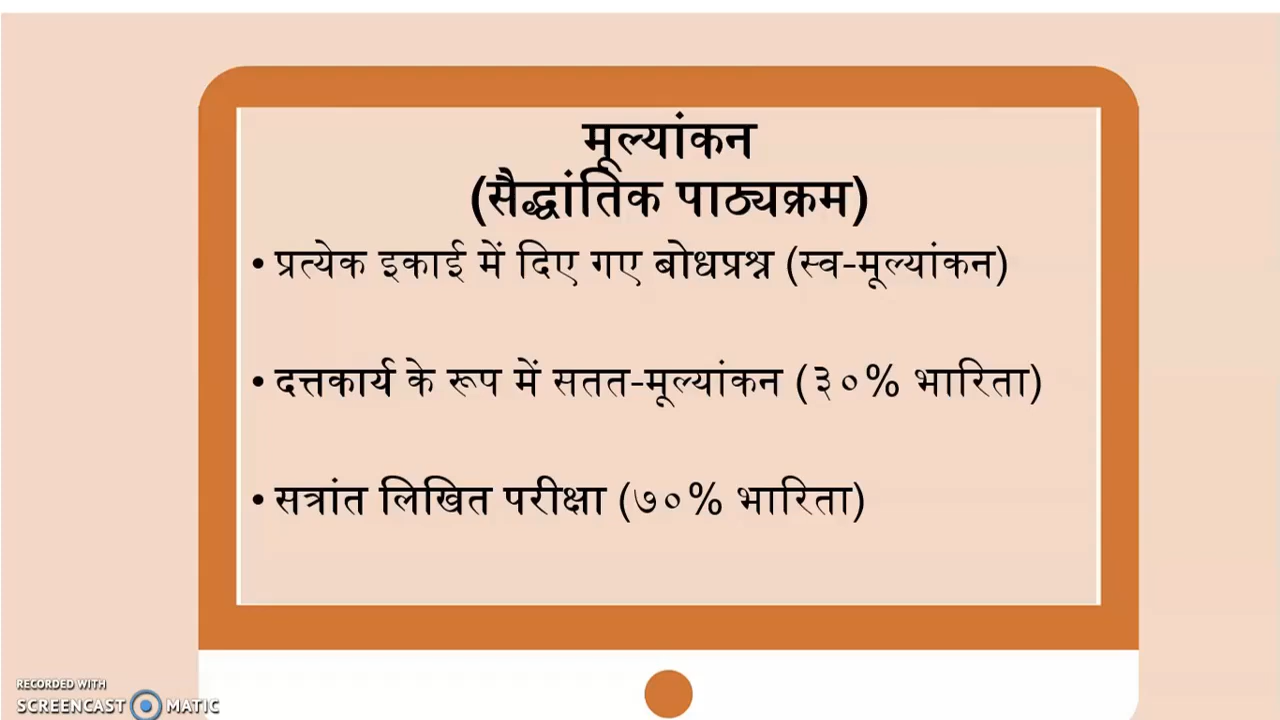 मूल्यांकन
(सैद्धांतिक पाठ्यक्रम)
• प्रत्येक इकाई में दिए गए बोधप्रश्न (स्व-मूल्यांकन)
• दत्तकार्य के रूप में सतत-मूल्यांकन (३०% भारिता)
• सत्रांत लिखित परीक्षा (७०% भारिता)
RECORDED WITH
SCREENCAST MATIC